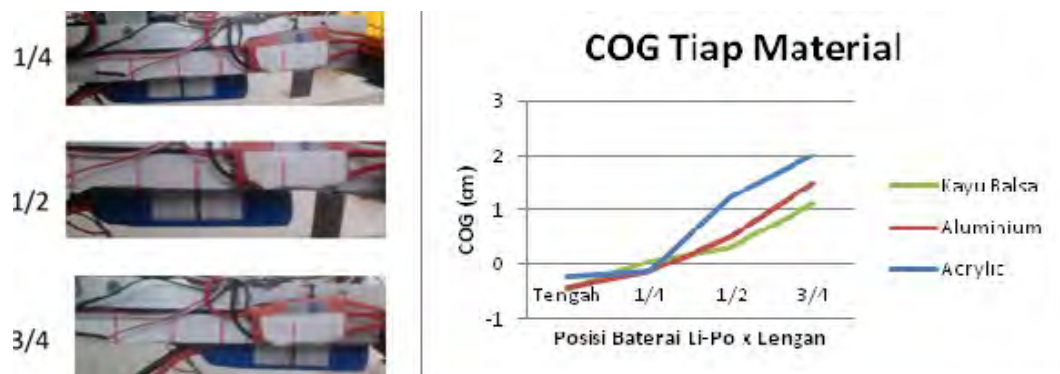 1/4
1/2
3/4
COG Tiap Material
COG (cm)
3
2
1
0
-1
Tengah 1/4 1/2 3/4
Posisi Baterai Li-Po x Lengan
Kayu Balsa
Aluminium
Acrylic